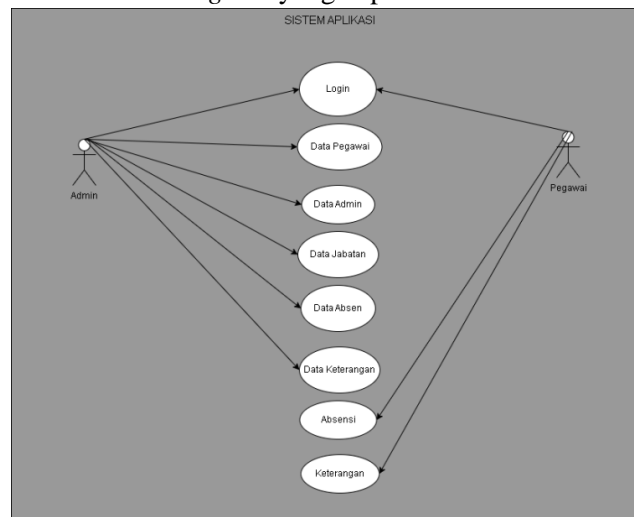 SISTEM APLIKASI
Login
Data Pegawai
Admin
Pegawai
Data Admin
Data Jabatan
Data Absen
Data Keterangan
Absensi
Keterangan